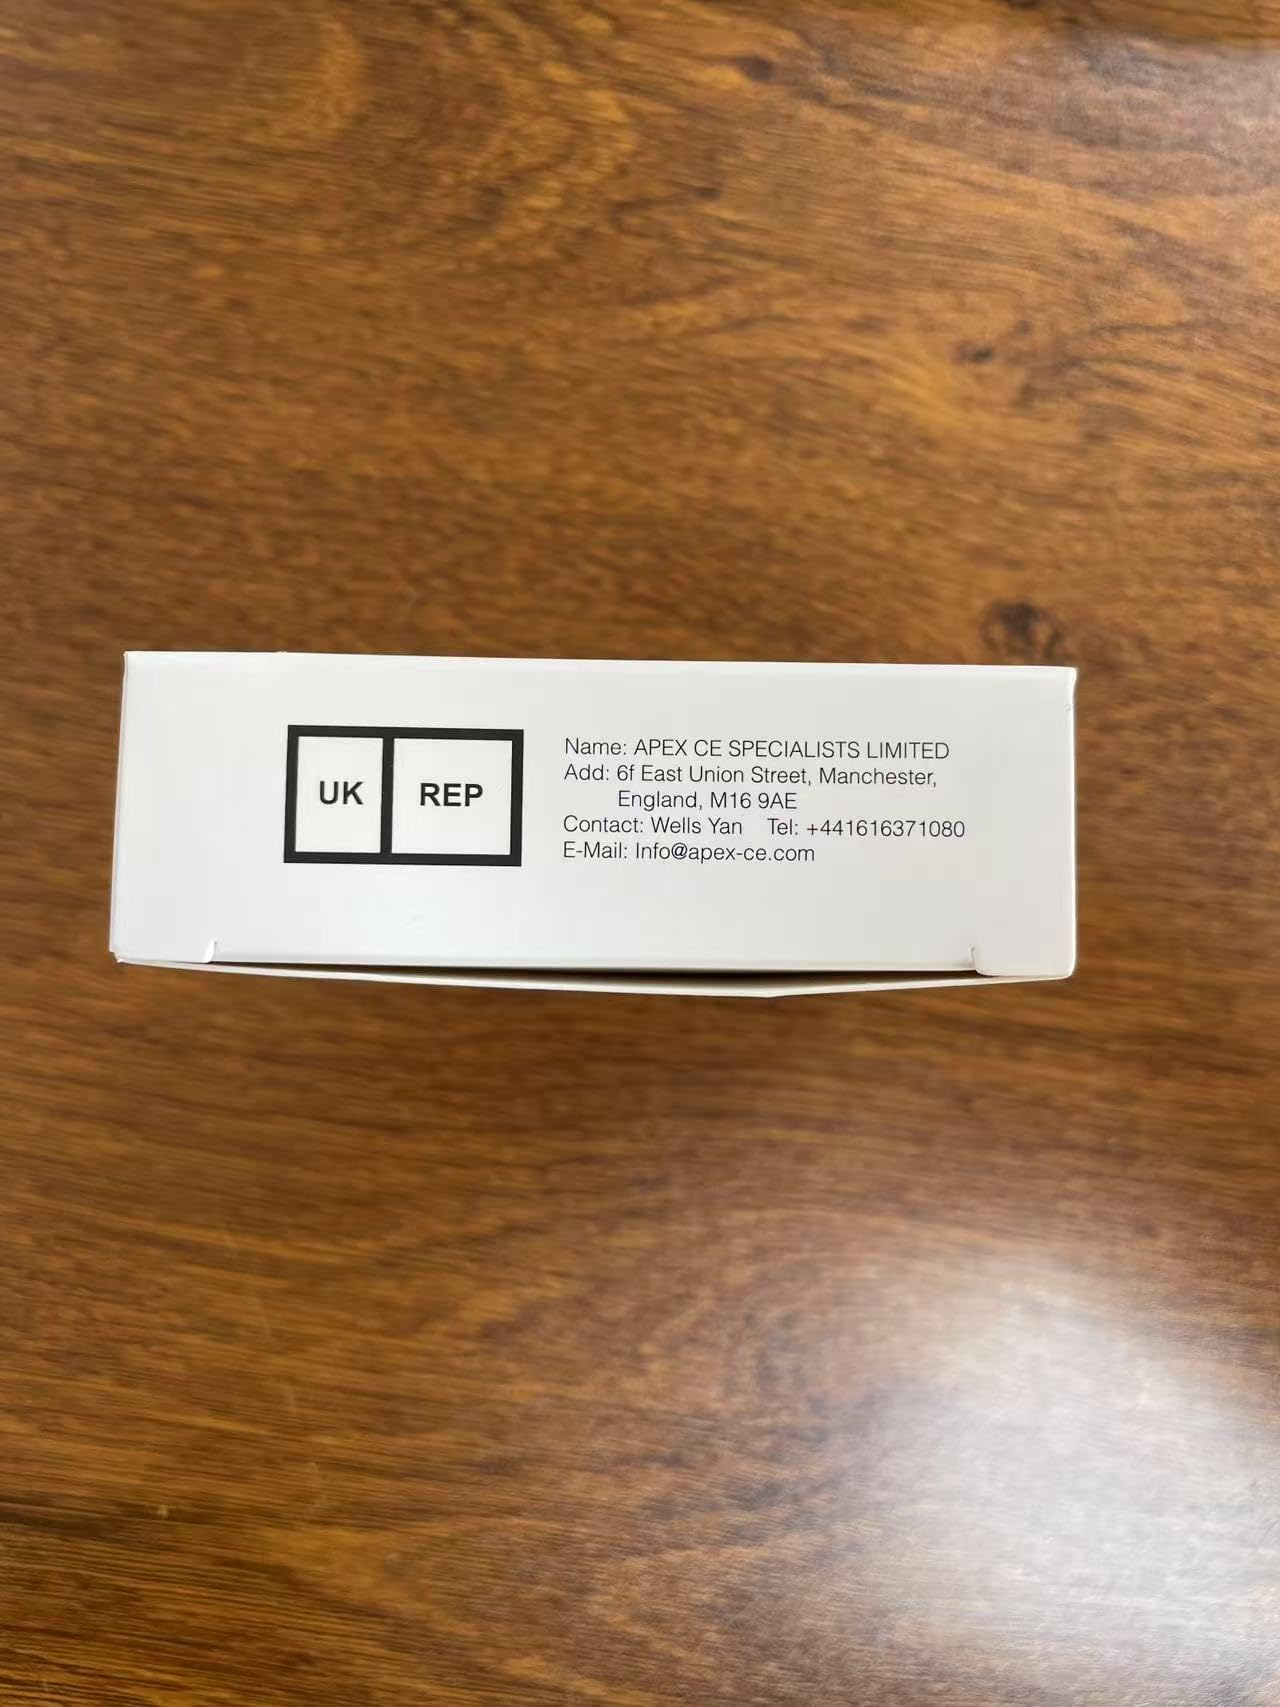 UK REP
Name: APEX CE SPECIALISTS LIMITED
Add: 6f East Union Street, Manchester,
England, M16 9AE
Contact: Wells Yan Tel: +441616371080
E-Mail: Info@apex-ce.com